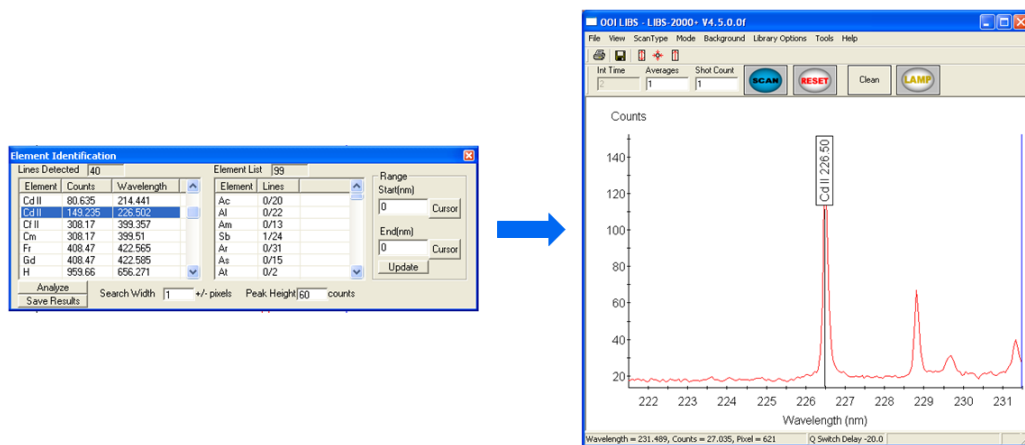 Element Identification
Lines Detected 40 Element List 99
Element Counts Wavelength
Cd II 80.635 214.441
Cd II 149.235 226.502
Cf II 308.17 399.357
Cm 308.17 399.51
Fr 408.47 422.565
Gd 408.47 422.585
H 959.66 656.271
Element Lines
Ac 0/20
Al 0/22
Am 0/13
Sb 1/24
Ar 0/31
As 0/15
At 0/2
Range
Start(nm)
0 Cursor
End(nm)
0 Cursor
Update
Analyze
Save Results
Search Width 1 +/- pixels Peak Height 60 counts
OOI LIBS - LIBS-2000+ V4.5.0.0f
File View ScanType Mode Background Library Options Tools Help
Int Time Averages Shot Count
2 1 1 SCAN RESET Clean LAMP
Counts
140
120
100
80
60
40
20
Cd II 226.50
222 223 224 225 226 227 228 229 230 231
Wavelength (nm)
Wavelength = 231.489, Counts = 27.035, Pixel = 621 Q Switch Delay -20.0